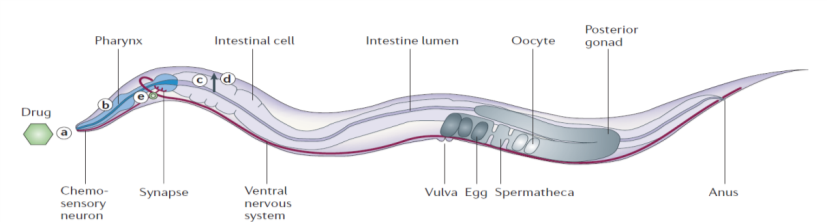 Posterior
gonad
Pharynx
Intestinal cell
Intestine lumen
Oocyte
c
d
b
e
Drug
a
Chemo-
sensory
neuron
Synapse
Ventral
nervous
system
Vulva
Egg
Spermatheca
Anus